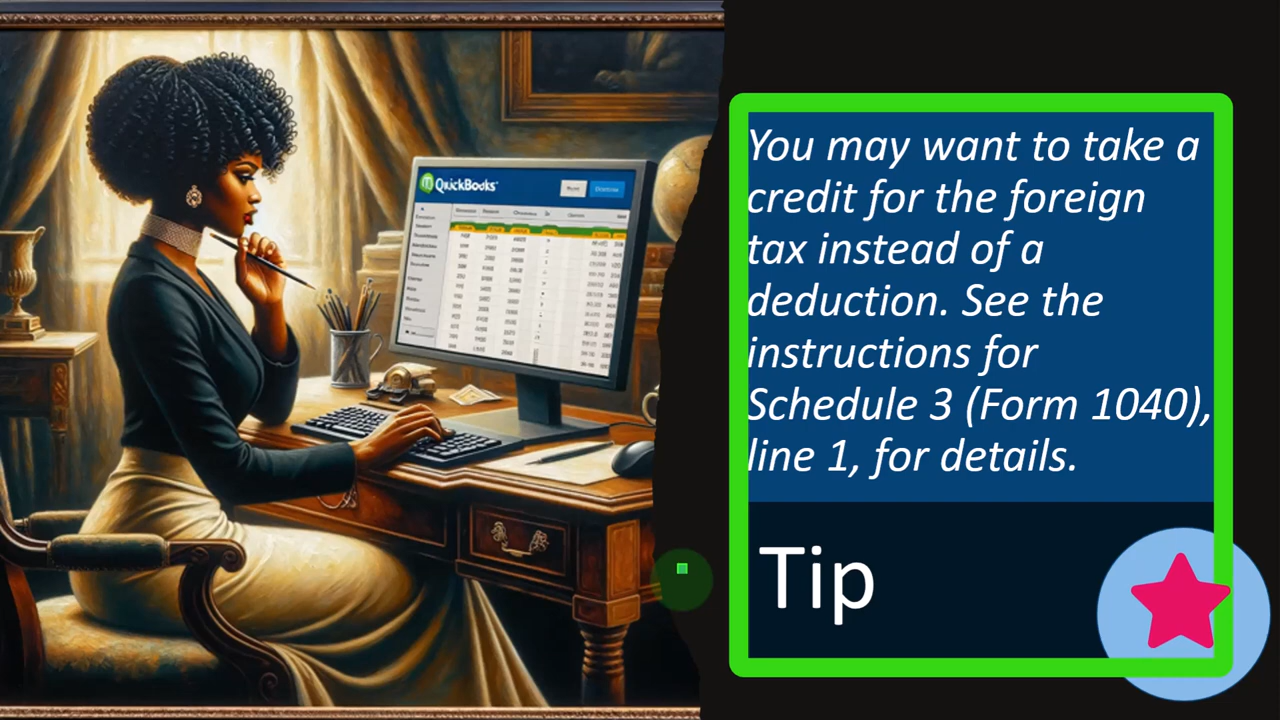 QuickBooks
You may want to take a
credit for the foreign
tax instead of a
deduction. See the
instructions for
Schedule 3 (Form 1040),
line 1, for details.
Tip